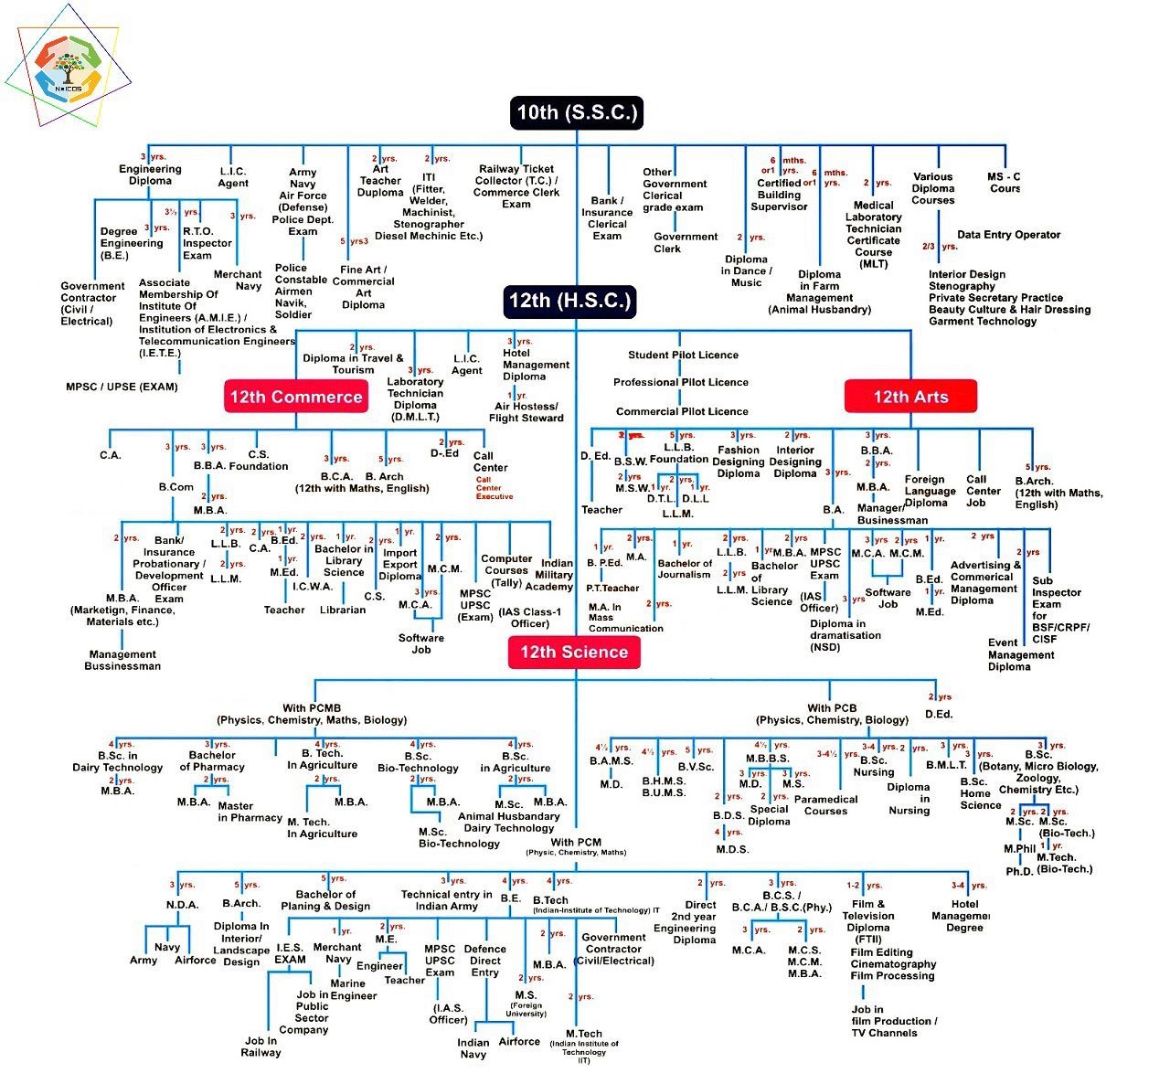 NaICOS
10th (S.S.C.)
3 yrs.
Engineering
Diploma
L.I.C.
Agent
Army
Navy
Air Force
(Defense)
Police Dept.
Exam
2 yrs.
Art
Teacher
Duploma
2 yrs.
ITI
(Fitter,
Welder,
Machinist,
Stenographer
Diesel Mechinic Etc.)
Railway Ticket
Collector (T.C.) /
Commerce Clerk
Exam
Bank /
Insurance
Clerical
Exam
Other
Government
Clerical
grade exam
Government
Clerk
6 mths.
or1 yrs.
Certified
Building
Supervisor
6 mths.
or1 yrs.
2 yrs.
Medical
Laboratory
Technician
Certificate
Course
(MLT)
Various
Diploma
Courses
MS - C
Cours
Data Entry Operator
2/3 yrs.
Interior Design
Stenography
Private Secretary Practice
Beauty Culture & Hair Dressing
Garment Technology
2 yrs.
Diploma
in Dance /
Music
Diploma
in Farm
Management
(Animal Husbandry)
Degree
Engineering
(B.E.)
3 yrs.
3½ yrs.
R.T.O.
Inspector
Exam
3 yrs.
Merchant
Navy
Government
Contractor
(Civil /
Electrical)
Associate
Membership Of
Institute Of
Engineers (A.M.I.E.) /
Institution of Electronics &
Telecommunication Engineers
(I.E.T.E.)
MPSC / UPSE (EXAM)
Police
Constable
Airmen
Navik,
Soldier
5 yrs3
Fine Art /
Commercial
Art
Diploma
12th (H.S.C.)
2 yrs.
Diploma in Travel &
Tourism
3 yrs.
Laboratory
Technician
Diploma
(D.M.L.T.)
L.I.C.
Agent
3 yrs.
Hotel
Management
Diploma
1 yr.
Air Hostess/
Flight Steward
Student Pilot Licence
Professional Pilot Licence
Commercial Pilot Licence
12th Commerce
12th Arts
C.A.
3 yrs.
B.Com
3 yrs.
B.B.A.
2 yrs.
M.B.A.
C.S.
Foundation
3 yrs.
B.C.A.
5 yrs.
B. Arch
(12th with Maths, English)
2 yrs.
D-.Ed
Call
Center
Call
Center
Executive
2 yrs.
M.B.A.
(Marketign, Finance,
Materials etc.)
Management
Bussinessman
Bank/
Insurance
Probationary /
Development
Officer
Exam
2 yrs.
L.L.B.
2 yrs.
L.L.M.
2 yrs.
C.A.
1 yr.
B.Ed.
1 yr.
M.Ed.
Teacher
2 yrs.
I.C.W.A.
1 yr.
Bachelor in
Library
Science
Librarian
2 yrs.
C.S.
1 yr.
Import
Export
Diploma
3 yrs.
M.C.A.
2 yrs.
M.C.M.
Software
Job
MPSC
UPSC
(Exam)
Computer
Courses
(Tally)
(IAS Class-1
Officer)
Indian
Military
Academy
D. Ed.
Teacher
yrs.
B.S.W.
2 yrs.
M.S.W.
5 yrs.
L.L.B.
Foundation
1 yr.
D.T.L.
2 yrs.
L.L.M.
1 yr.
D.L.L
3 yrs.
Fashion
Designing
Diploma
2 yrs.
Interior
Designing
Diploma
3 yrs.
B.A.
3 yrs.
B.B.A.
2 yrs.
M.B.A.
Manager/
Businessman
Foreign
Language
Diploma
Call
Center
Job
5 yrs.
B.Arch.
(12th with Maths,
English)
1 yr.
B. P.Ed.
P.T.Teacher
2 yrs.
M.A.
M.A. In
Mass
Communication
2 yrs.
1 yr.
Bachelor of
Journalism
2 yrs.
L.L.B.
2 yrs.
L.L.M.
1 yr.
Bachelor
of
Library
Science
2 yrs.
M.B.A.
MPSC
UPSC
Exam
(IAS
Officer)
3 yrs.
Diploma in
dramatisation
(NSD)
3 yrs.
M.C.A.
2 yrs.
M.C.M.
Software
Job
1 yr.
B.Ed.
1 yr.
M.Ed.
2 yrs
Advertising &
Commerical
Management
Diploma
2 yrs
Event
Management
Diploma
Sub
Inspector
Exam
for
BSF/CRPF/
CISF
12th Science
With PCMB
(Physics, Chemistry, Maths, Biology)
With PCB
(Physics, Chemistry, Biology)
2 yrs
D.Ed.
4 yrs.
B.Sc. in
Dairy Technology
2 yrs.
M.B.A.
3 yrs.
Bachelor
of Pharmacy
2 yrs.
M.B.A.
Master
in Pharmacy
4 yrs.
B. Tech.
In Agriculture
2 yrs.
M.B.A.
M. Tech.
In Agriculture
4 yrs.
B.Sc.
Bio-Technology
2 yrs.
M.B.A.
M.Sc.
Bio-Technology
4 yrs.
B.Sc.
in Agriculture
2 yrs.
M.Sc.
M.B.A.
Animal Husbandary
Dairy Technology
4½ yrs.
B.A.M.S.
M.D.
4½ yrs.
B.H.M.S.
B.U.M.S.
5 yrs.
B.V.Sc.
2 yrs.
B.D.S.
4 yrs.
M.D.S.
4½ yrs.
M.B.B.S.
3 yrs.
M.D.
3 yrs.
M.S.
2 yrs.
Special
Diploma
3-4½ yrs.
Paramedical
Courses
3-4 yrs.
B.Sc.
Nursing
2 yrs.
Diploma
in
Nursing
3 yrs.
B.M.L.T.
3 yrs.
B.Sc.
Home
Science
3 yrs.
B.Sc.
(Botany, Micro Biology,
Zoology,
Chemistry Etc.)
2 yrs.
M.Sc.
M.Phil
Ph.D.
2 yrs.
M.Sc.
(Bio-Tech.)
1 yr.
M.Tech.
(Bio-Tech.)
With PCM
(Physic, Chemistry, Maths)
3 yrs.
N.D.A.
Army
Navy
Airforce
5 yrs.
B.Arch.
Diploma In
Interior/
Landscape
Design
5 yrs.
Bachelor of
Planing & Design
3 yrs.
Technical entry in
Indian Army
4 yrs.
B.E.
4 yrs.
B.Tech
(Indian-Institute of Technology) IT
2 yrs.
Direct
2nd year
Engineering
Diploma
3 yrs.
B.C.S. /
B.C.A./ B.S.C.(Phy.)
3 yrs.
M.C.A.
2 yrs.
M.C.S.
M.C.M.
M.B.A.
1-2 yrs.
Film &
Television
Diploma
(FTII)
Film Editing
Cinematography
Film Processing
Job in
film Production /
TV Channels
3-4 yrs.
Hotel
Managemer
Degree
I.E.S.
EXAM
Job In
Railway
Job in
Public
Sector
Company
1 yr.
Merchant
Navy
Marine
Engineer
2 yrs.
M.E.
Engineer
Teacher
MPSC
UPSC
Exam
(I.A.S.
Officer)
Defence
Direct
Entry
Indian
Navy
Airforce
2 yrs.
M.S.
(Foreign
University)
2 yrs.
M.B.A.
2 yrs.
M.Tech
(Indian Institute of
Technology
IIT)
Government
Contractor
(Civil/Electrical)